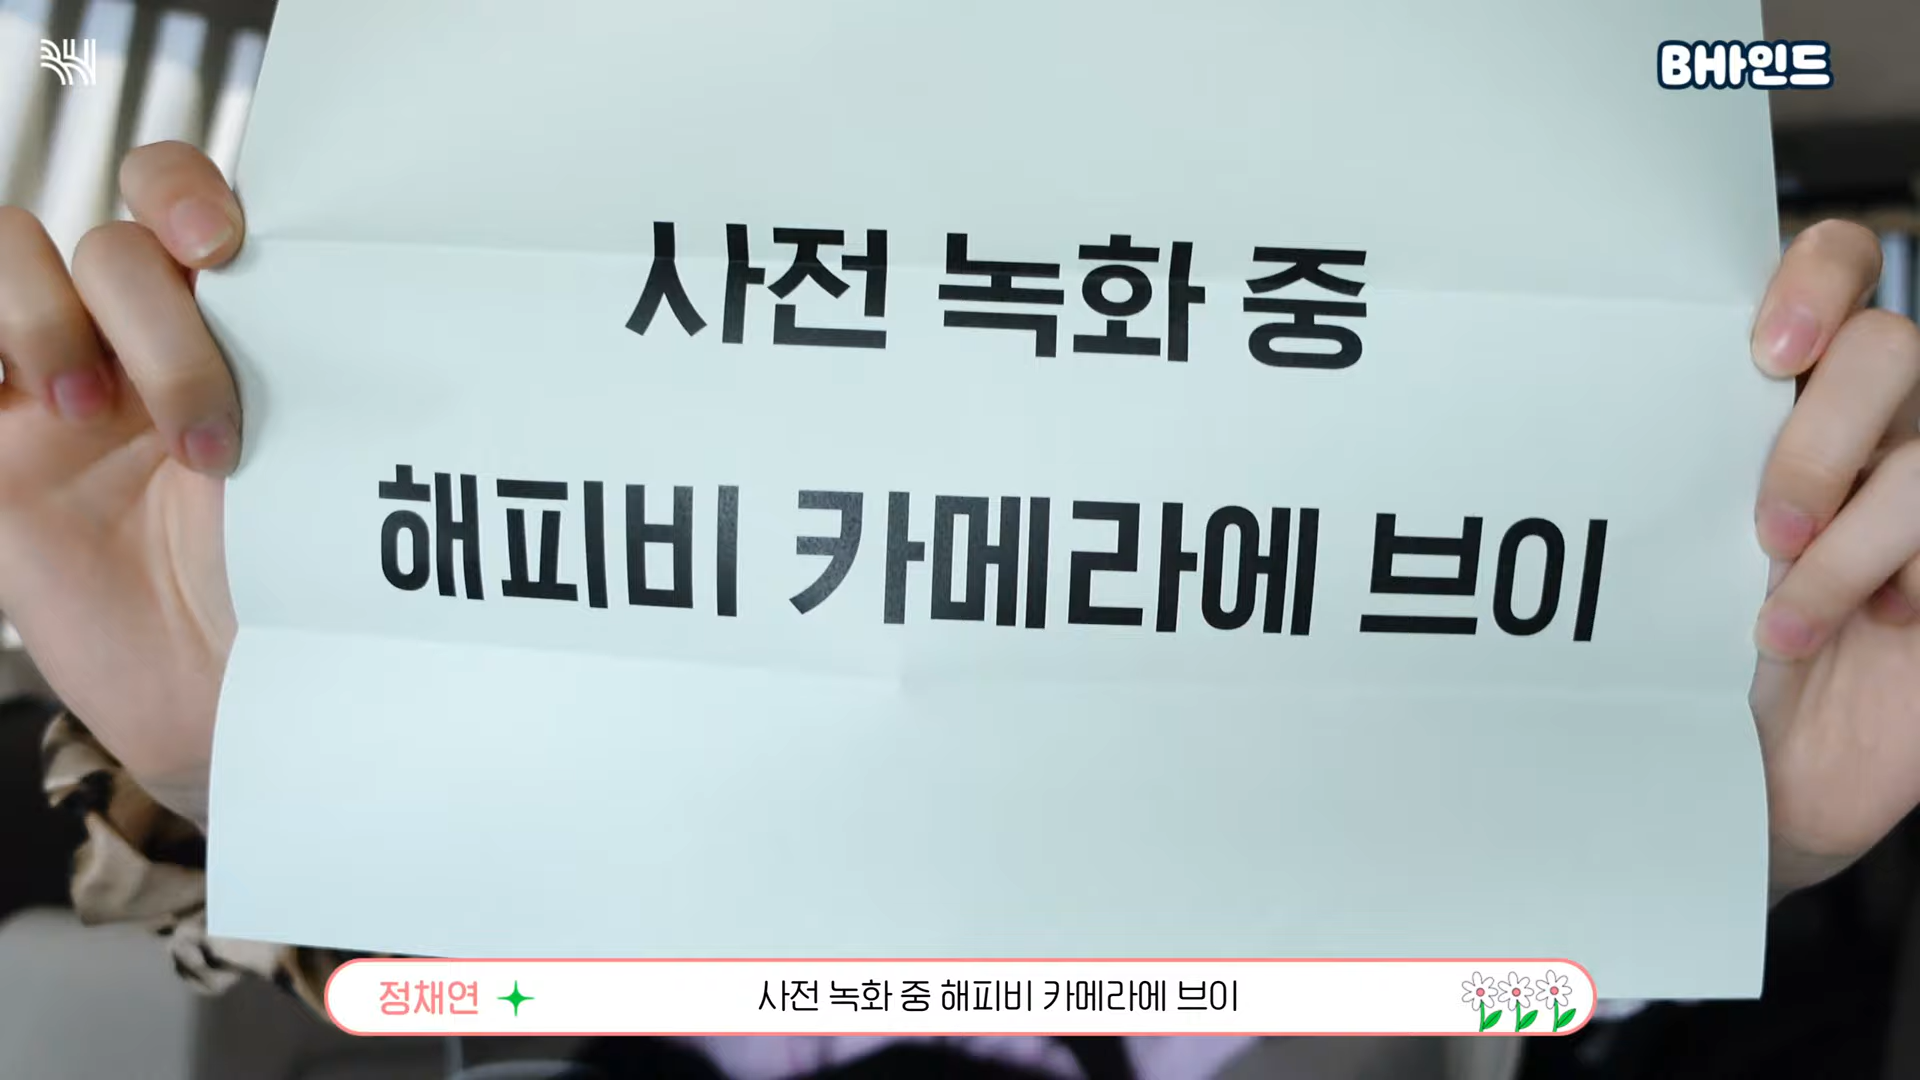 B하인드
사전 녹화 중
해피비 카메라에 브이
정채연 사전 녹화 중 해피비 카메라에 브이